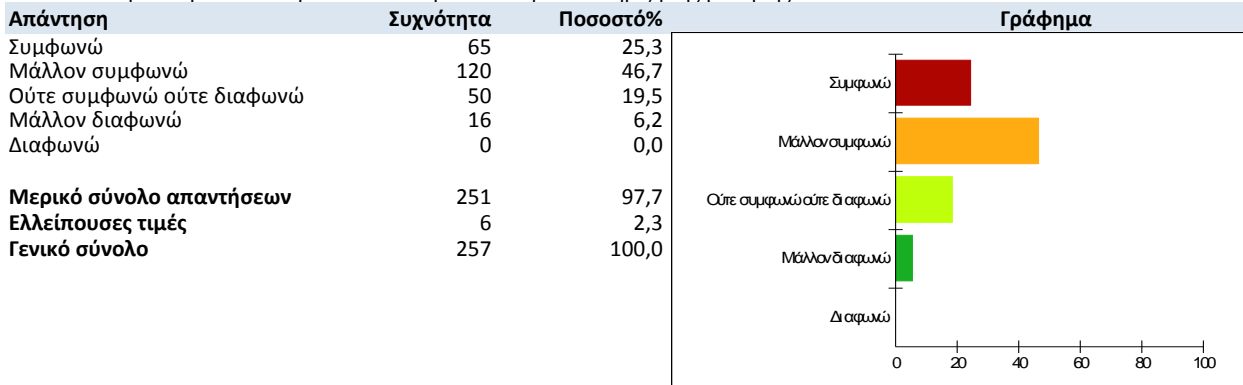 Απάντηση Συχνότητα Ποσοστό% Γράφημα
Συμφωνώ 65 25,3
Μάλλον συμφωνώ 120 46,7
Ούτε συμφωνώ ούτε διαφωνώ 50 19,5
Μάλλον διαφωνώ 16 6,2
Διαφωνώ 0 0,0
Μερικό σύνολο απαντήσεων 251 97,7
Ελλείπουσες τιμές 6 2,3
Γενικό σύνολο 257 100,0
Συμφωνώ
Μάλλον συμφωνώ
Ούτε συμφωνώ ούτε διαφωνώ
Μάλλον διαφωνώ
Διαφωνώ
0 20 40 60 80 100